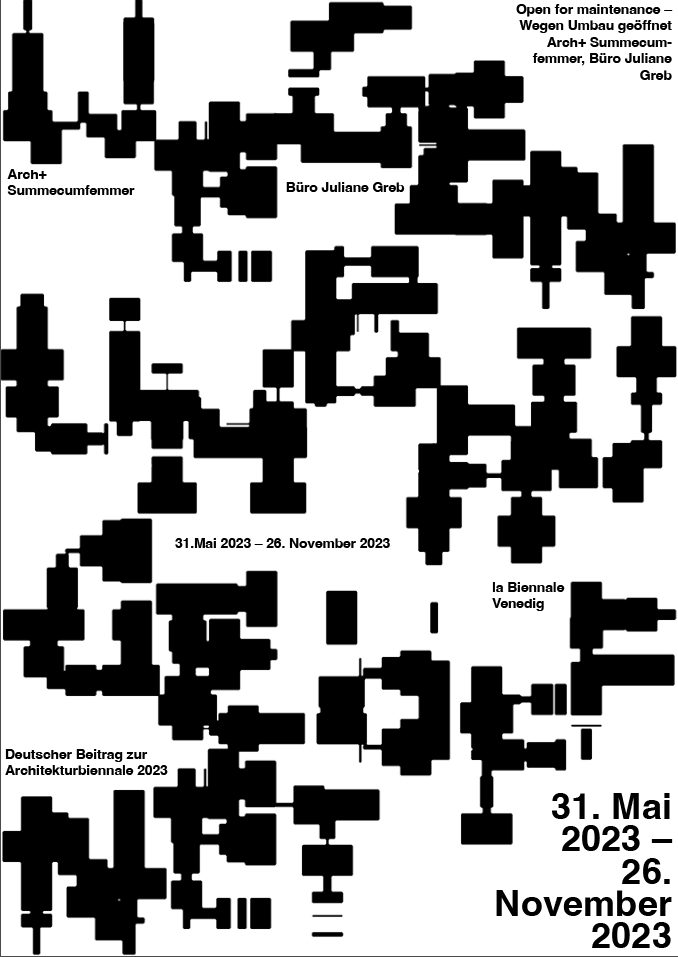 Open for maintenance –
Wegen Umbau geöffnet
Arch+ Summecum-
femmer, Büro Juliane
Greb
Arch+
Summecumfemmer
Büro Juliane Greb
31.Mai 2023 – 26. November 2023
la Biennale
Venedig
Deutscher Beitrag zur
Architekturbiennale 2023
31. Mai
2023 –
26.
November
2023